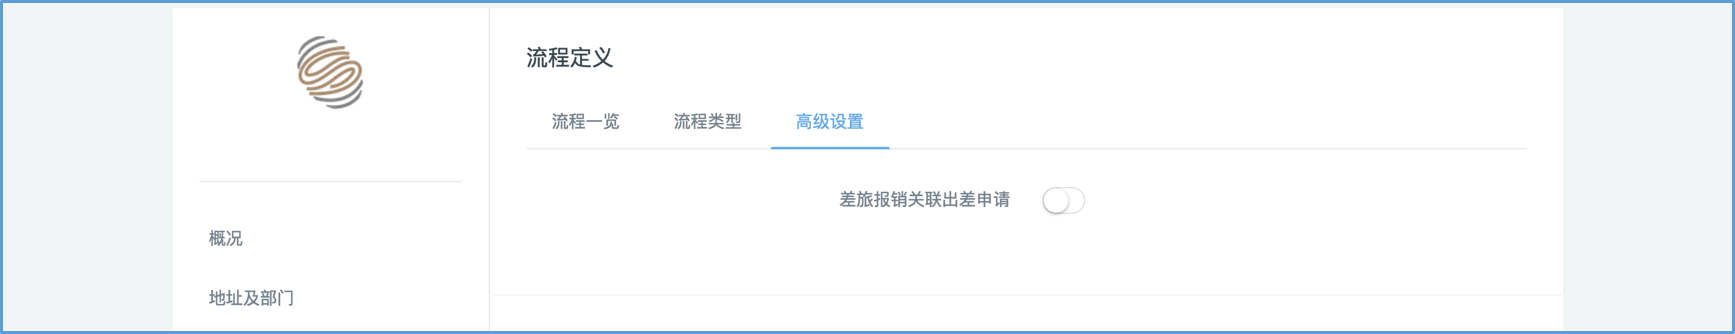 流程定义
流程一览
流程类型
高级设置
差旅报销关联出差申请
概况
地址及部门